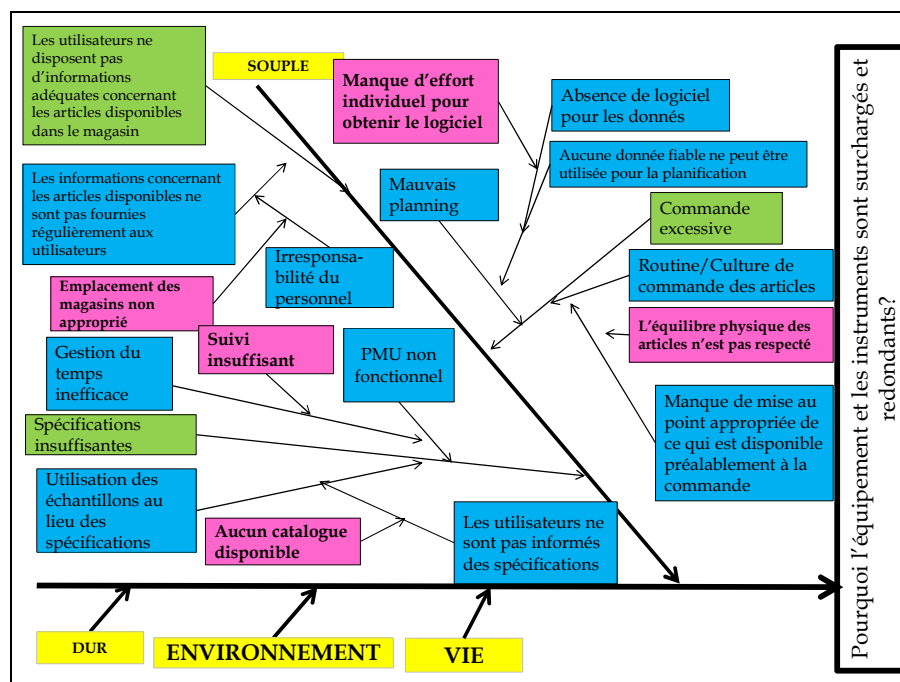 Les utilisateurs ne
disposent pas
d'informations
adéquates concernant
les articles disponibles
dans le magasin
SOUPLE
Manque d'effort
individuel pour
obtenir le logiciel
Absence de logiciel
pour les donnés
Aucune donnée fiable ne peut être
utilisée pour la planification
Les informations concernant
les articles disponibles ne
sont pas fournies
régulièrement aux
utilisateurs
Mauvais
planning
Commande
excessive
Irresponsa-
bilité du
personnel
Routine/Culture de
commande des articles
Emplacement des
magasins non
approprié
L'équilibre physique des
articles n'est pas respecté
Suivi
insuffisant
PMU non
fonctionnel
Gestion du
temps
inefficace
Manque de mise au
point appropriée de
ce qui est disponible
préalablement à la
commande
Spécifications
insuffisantes
Utilisation des
échantillons au
lieu des
spécifications
Aucun catalogue
disponible
Les utilisateurs ne
sont pas informés
des spécifications
DUR
ENVIRONNEMENT
VIE
Pourquoi l'équipement et les instruments sont surchargés et
redondants?